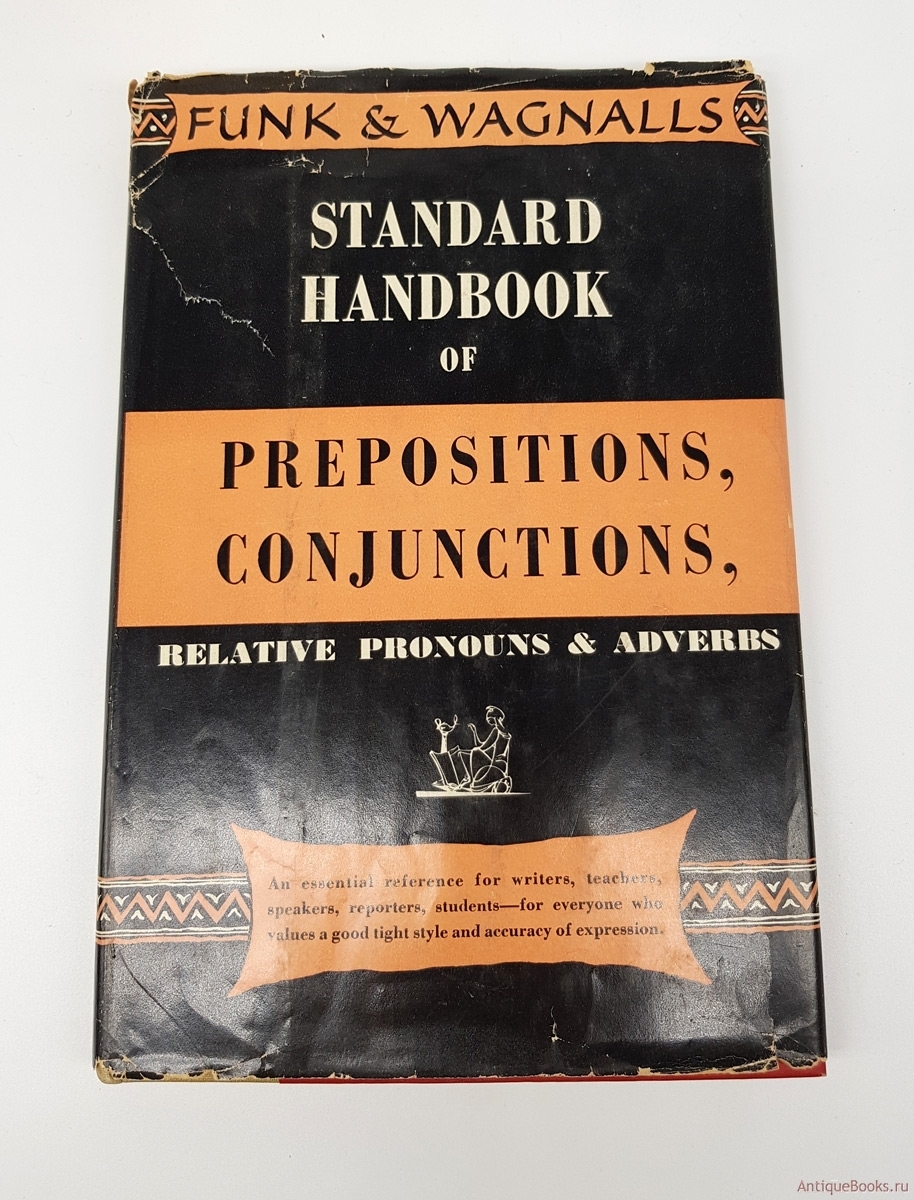 FUNK & WAGNALLS
STANDARD
HANDBOOK
OF
PREPOSITIONS,
CONJUNCTIONS,
RELATIVE PRONOUNS & ADVERBS
An essential reference for writers, teachers,
speakers, reporters, students—for everyone who
values a good tight style and accuracy of expression.
AntiqueBooks.ru